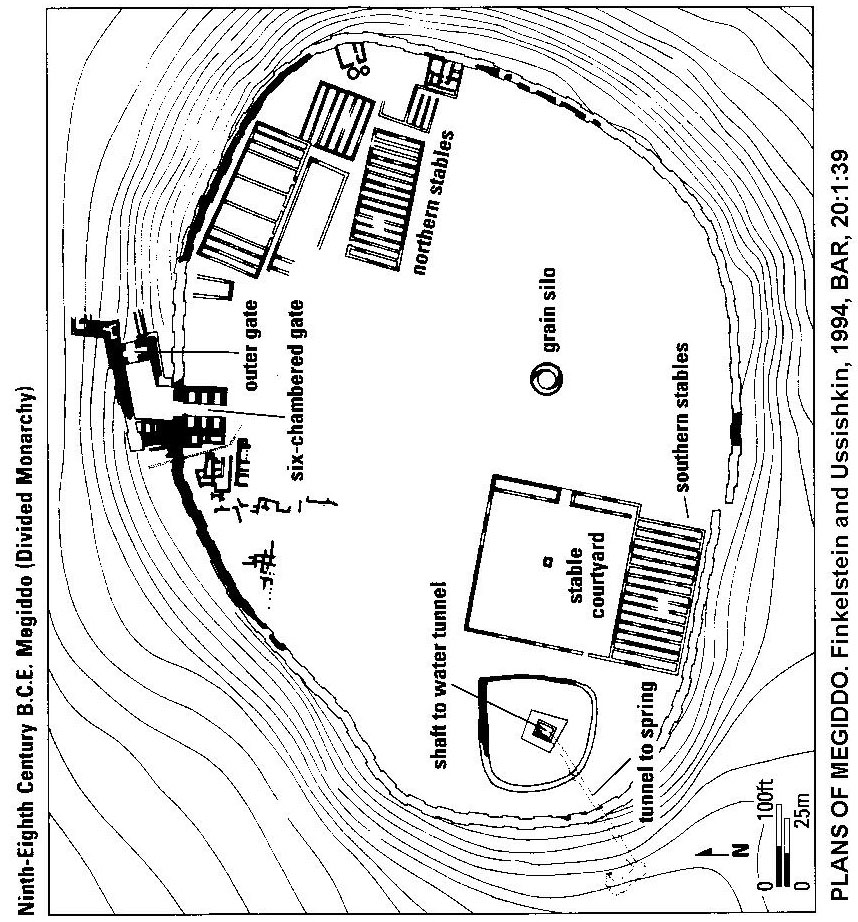 Ninth-Eighth Century B.C.E. Megiddo (Divided Monarchy)
outer gate
six-chambered gate
northern stables
grain silo
shaft to water tunnel
stable
courtyard
southern stables
tunnel to spring
N
0 100ft
0 25m
PLANS OF MEGIDDO. Finkelstein and Ussishkin, 1994, BAR, 20:1:39